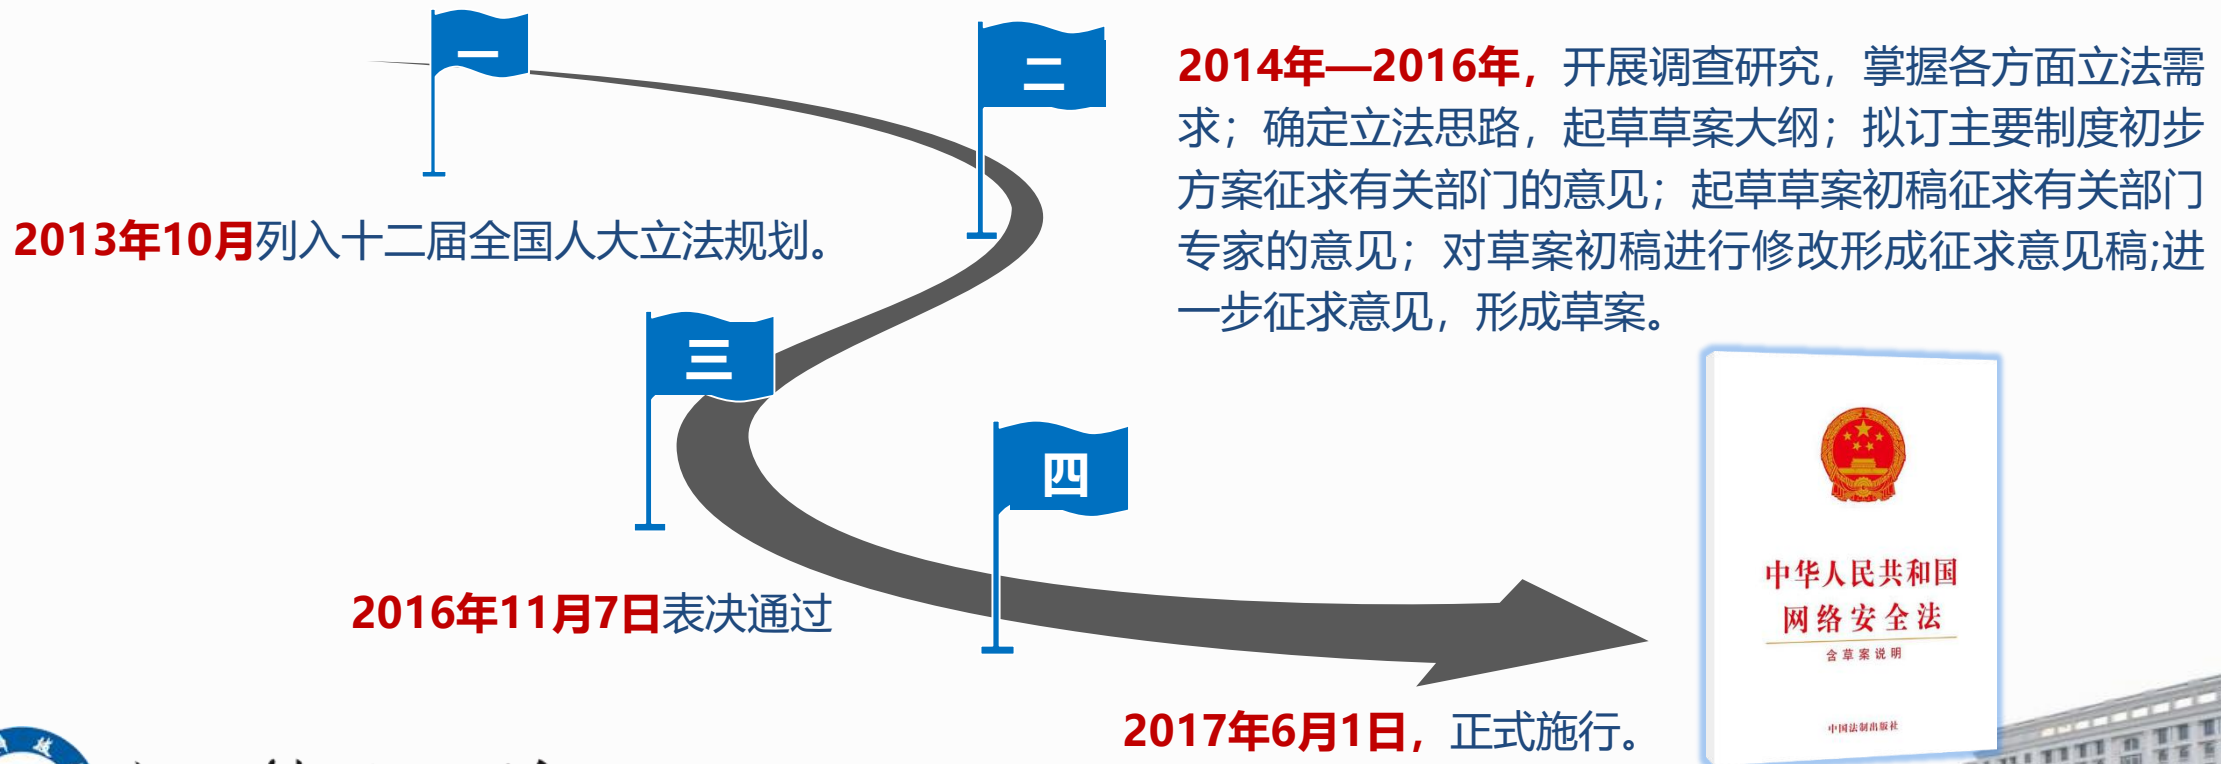 一
2013年10月列入十二届全国人大立法规划。
二
2014年—2016年，开展调查研究，掌握各方面立法需
求；确定立法思路，起草草案大纲；拟订主要制度初步
方案征求有关部门的意见；起草草案初稿征求有关部门
专家的意见；对草案初稿进行修改形成征求意见稿;进
一步征求意见，形成草案。
三
2016年11月7日表决通过
四
2017年6月1日，正式施行。
中华人民共和国
网络安全法
含草案说明
中国法制出版社